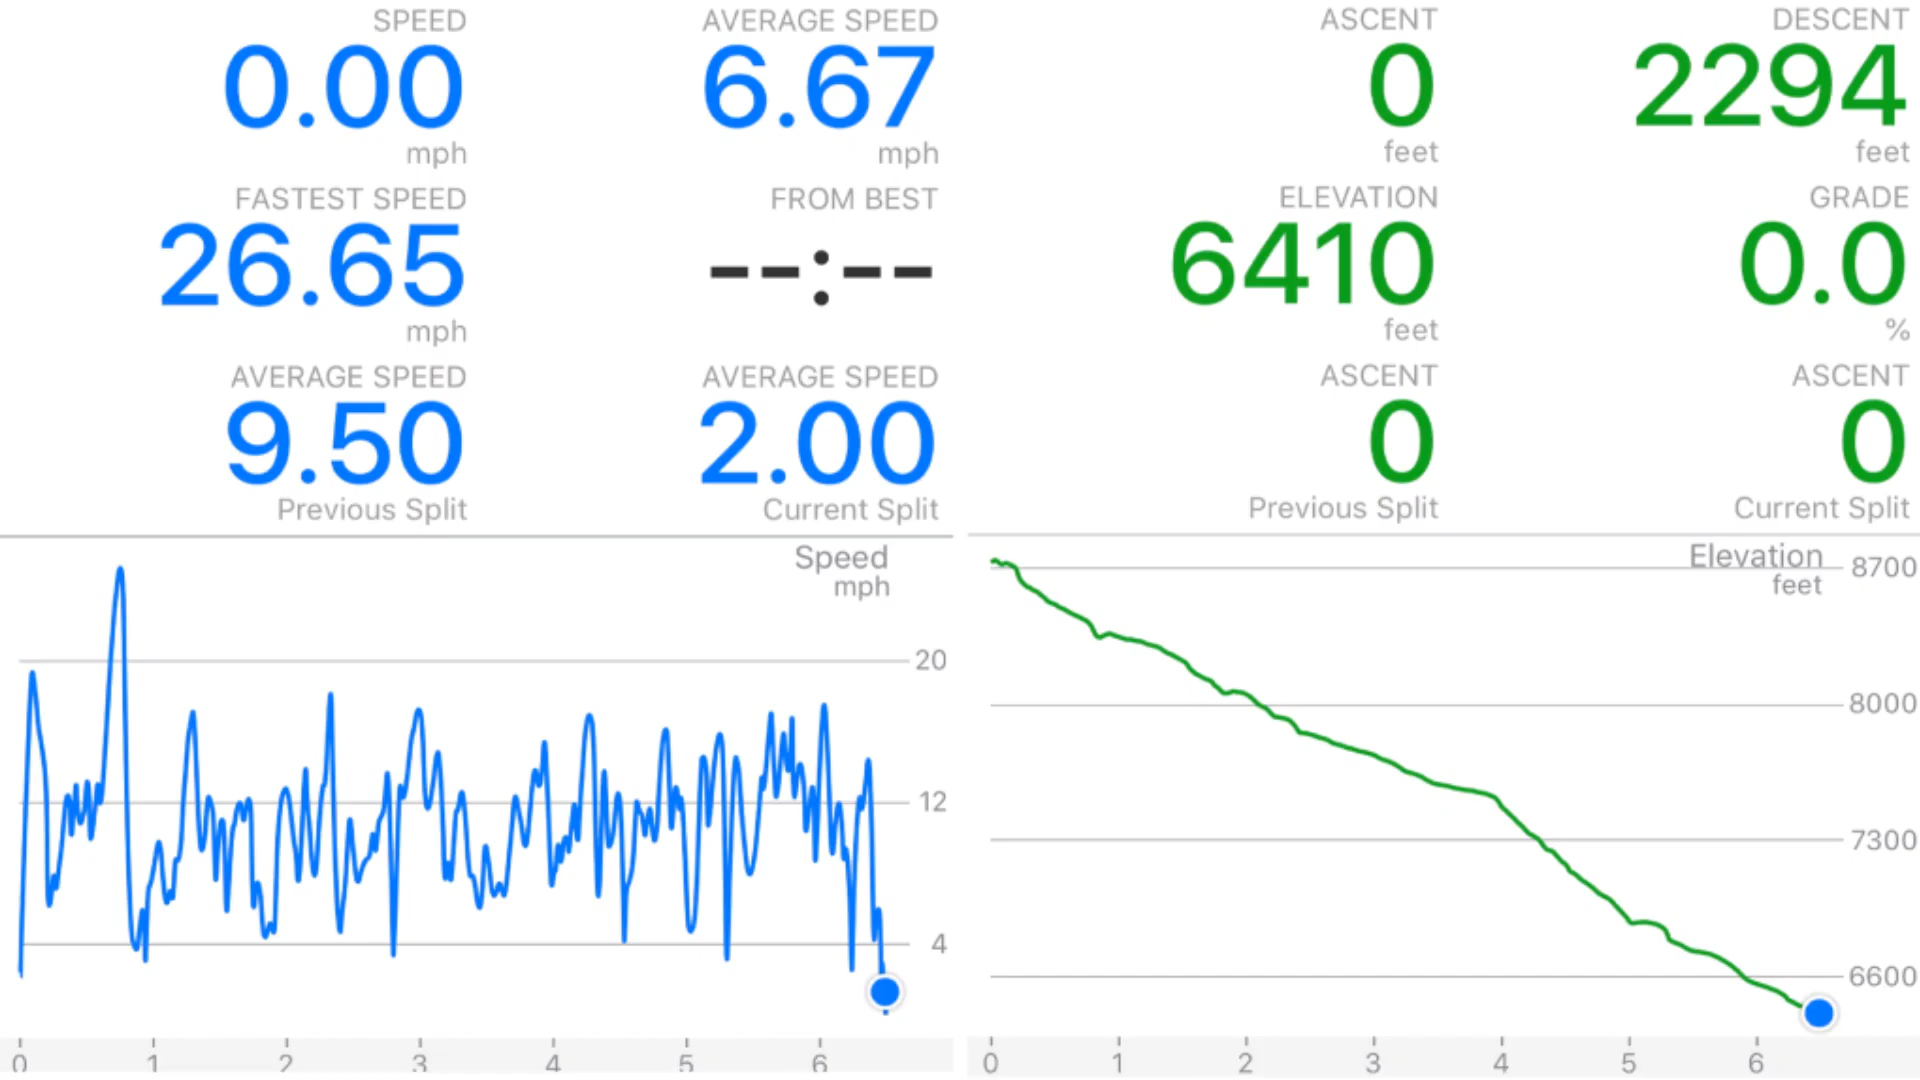 SPEED
0.00
mph
AVERAGE SPEED
6.67
mph
FASTEST SPEED
26.65
mph
FROM BEST
--:--
AVERAGE SPEED
9.50
Previous Split
AVERAGE SPEED
2.00
Current Split
Speed
mph
20
12
4
0 1 2 3 4 5 6
ASCENT
0
feet
DESCENT
2294
feet
ELEVATION
6410
feet
GRADE
0.0
%
ASCENT
0
Previous Split
ASCENT
0
Current Split
Elevation
feet
8700
8000
7300
6600
0 1 2 3 4 5 6